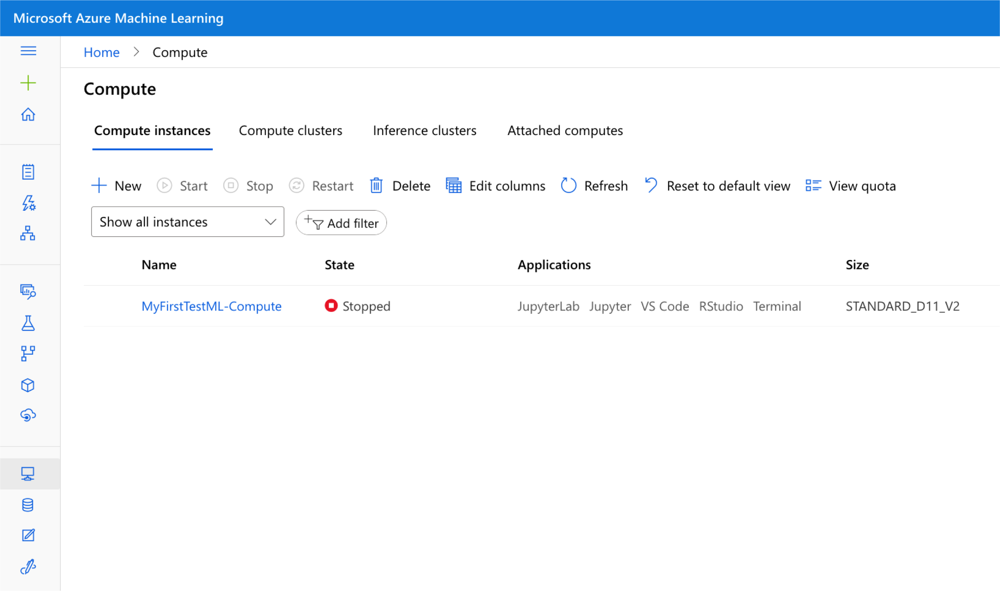 Microsoft Azure Machine Learning
Home > Compute
Compute
Compute instances Compute clusters Inference clusters Attached computes
New Start Stop Restart Delete Edit columns Refresh Reset to default view View quota
Show all instances Add filter
Name State Applications Size
MyFirstTestML-Compute Stopped JupyterLab Jupyter VS Code RStudio Terminal STANDARD_D11_V2